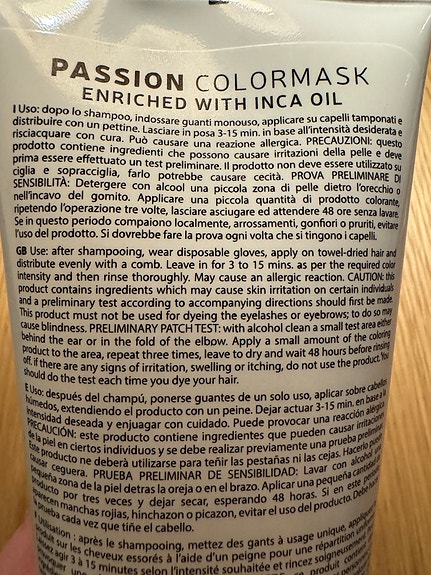 PASSION COLORMASK
ENRICHED WITH INCA OIL
I Uso: dopo lo shampoo, indossare guanti monouso, applicare su capelli tamponati e
distribuire con un pettine. Lasciare in posa 3-15 min. in base all'intensità desiderata e
risciacquare con cura. Può causare una reazione allergica. PRECAUZIONI: questo
prodotto contiene ingredienti che possono causare irritazioni della pelle e deve
prima essere effettuato un test preliminare. Il prodotto non deve essere utilizzato su
ciglia e sopracciglia, farlo potrebbe causare cecità. PROVA PRELIMINARE DI
SENSIBILITÀ: Detergere con alcool una piccola zona di pelle dietro l'orecchio o
nell'incavo del gomito. Applicare una piccola quantità di prodotto colorante,
ripetendo l'operazione tre volte, lasciare asciugare ed attendere 48 ore senza lavare.
Se in questo periodo compaiono localmente, arrossamenti, gonfiori o pruriti, evitare
l'uso del prodotto. Si dovrebbe fare la prova ogni volta che si tingono i capelli.
GB Use: after shampooing, wear disposable gloves, apply on towel-dried hair and
distribute evenly with a comb. Leave in for 3 to 15 mins. as per the required color
intensity and then rinse thoroughly. May cause an allergic reaction. CAUTION: this
product contains ingredients which may cause skin irritation on certain individuals
and a preliminary test according to accompanying directions should first be made.
This product must not be used for dyeing the eyelashes or eyebrows; to do so may
cause blindness. PRELIMINARY PATCH TEST: with alcohol clean a small test area either
behind the ear or in the fold of the elbow. Apply a small amount of the coloring
product to the area, repeat three times, leave to dry and wait 48 hours before rinsing
off. if there are any signs of irritation, swelling or itching, do not use the product. You
should do the test each time you dye your hair.
E Uso: después del champú, ponerse guantes de un solo uso, aplicar sobre cabellos
húmedos, extendiendo el producto con un peine. Dejar actuar 3-15 min. en base a la
intensidad deseada y enjuagar con cuidado. Puede provocar una reacción alérgica.
PRECAUCIÓN: este producto contiene ingredientes que pueden causar irritaciones
de la piel en ciertos individuos y se debe realizar previamente una prueba
Este producto no deberà utilizarse para teñir las pestañas ni las cejas. Hacerlo puede
causar ceguera. PRUEBA PRELIMINAR DE SENSIBILIDAD: Lavar con alcohol una
pequeña zona de piel detras la oreja o en el brazo. Aplicar una pequeña cantidad de
producto por tres veces y dejar secar, esperando 48 horas. Si en este periodo
aparecen manchas rojas, hinchazon o picazon, evitar el uso del producto. Debe
a prueba cada vez que tiñe el cabello.
Utilisation : après le shampooing, mettez des gants à usage unique, appliquez
produit sur les cheveux essorés à l'aide d'un peigne pour une répartition
agir 3 à 15 minutes selon l'intensité souhaitée et rincez soigneusement